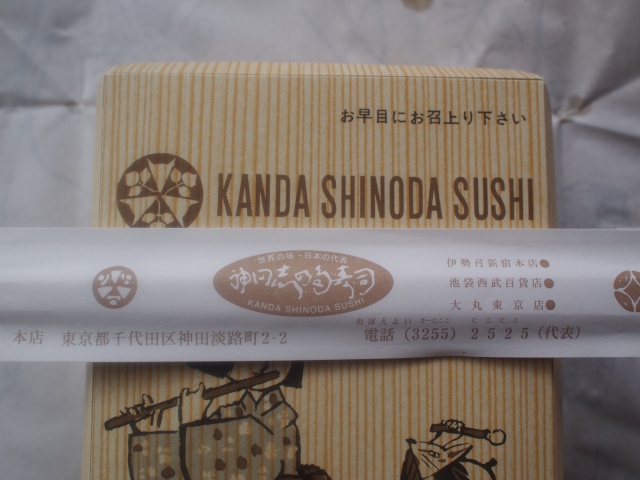 お早目にお召上り下さい
KANDA SHINODA SUSHI
世界の味・日本の代表
神田志乃多寿司
KANDA SHINODA SUSHI
伊勢丹新宿本店●
池袋西武百貨店●
大丸東京店●
本店 東京都千代田区神田淡路町2-2
電話 (3255) 2525 (代表)